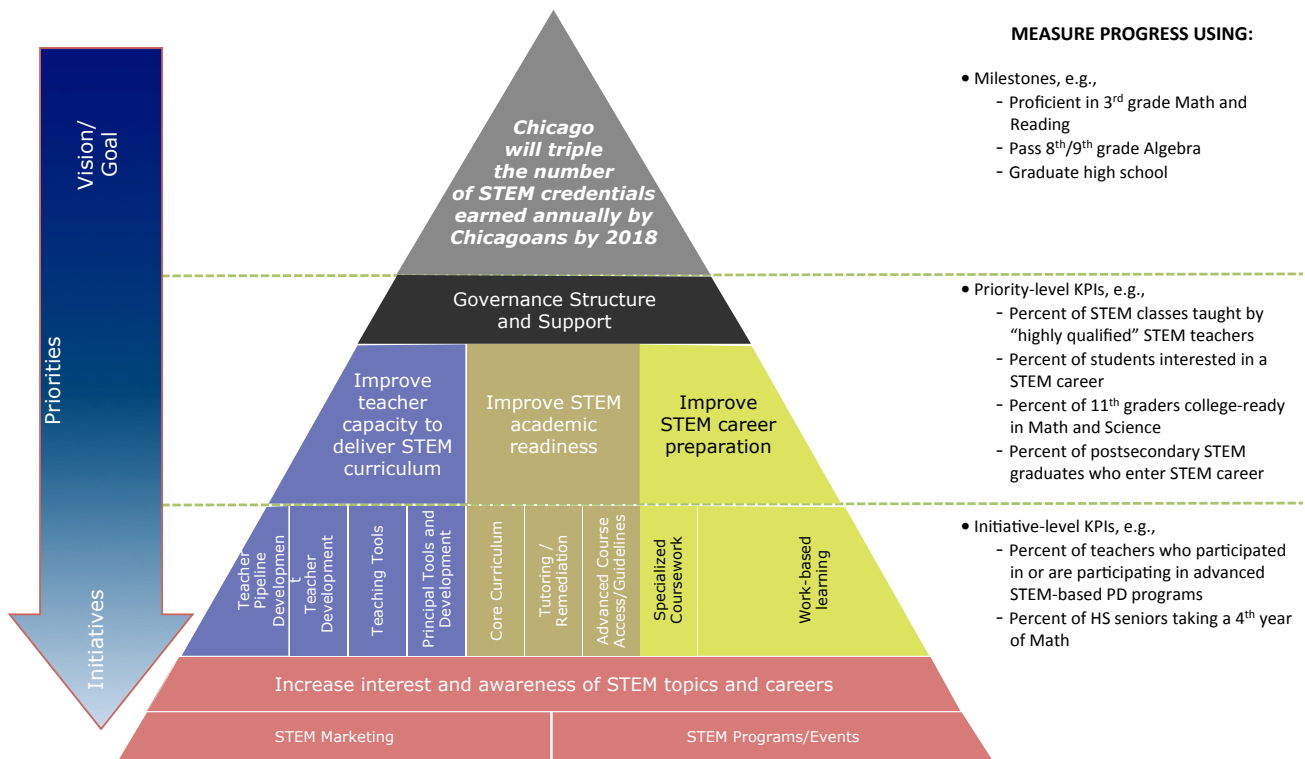 Vision/
Goal
Priorities
Initiatives
Chicago
will triple
the number
of STEM credentials
earned annually by
Chicagoans by 2018
Governance Structure
and Support
Improve
teacher
capacity to
deliver STEM
curriculum
Improve STEM
academic
readiness
Improve
STEM career
preparation
Teacher
Pipeline
Developmen
t
Teacher
Development
Teaching Tools
Principal Tools and
Development
Core Curriculum
Tutoring /
Remediation
Advanced Course
Access/Guidelines
Specialized
Coursework
Work-based
learning
Increase interest and awareness of STEM topics and careers
STEM Marketing
STEM Programs/Events
MEASURE PROGRESS USING:
• Milestones, e.g.,
- Proficient in 3rd grade Math and
Reading
- Pass 8th/9th grade Algebra
- Graduate high school
• Priority-level KPIs, e.g.,
- Percent of STEM classes taught by
“highly qualified” STEM teachers
- Percent of students interested in a
STEM career
- Percent of 11th graders college-ready
in Math and Science
- Percent of postsecondary STEM
graduates who enter STEM career
• Initiative-level KPIs, e.g.,
- Percent of teachers who participated
in or are participating in advanced
STEM-based PD programs
- Percent of HS seniors taking a 4th year
of Math